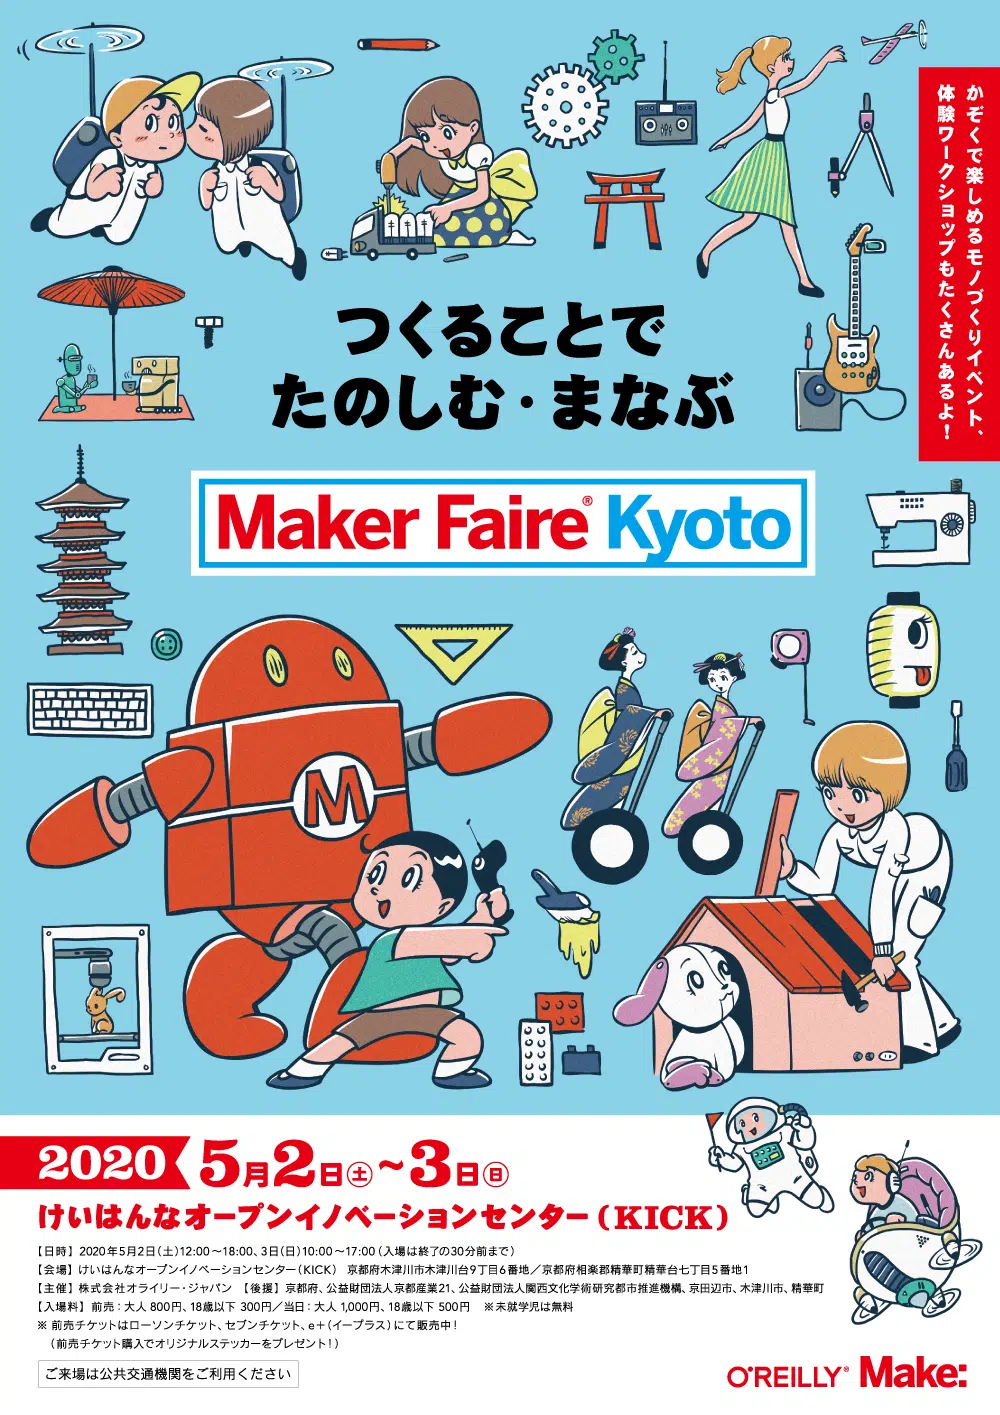 かぞくで楽しめるモノづくりイベント、
体験ワークショップもたくさんあるよ！
つくることで
たのしむ・まなぶ
Maker Faire® Kyoto
M
2020 5月2日㊏〜3日㊐
けいはんなオープンイノベーションセンター（KICK）
【日時】 2020年5月2日（土）12:00〜18:00、3日（日）10:00〜17:00（入場は終了の30分前まで）
【会場】 けいはんなオープンイノベーションセンター（KICK） 京都府木津川市木津川台9丁目6番地／京都府相楽郡精華町精華台七丁目5番地1
【主催】 株式会社オライリー・ジャパン 【後援】 京都府、公益財団法人京都産業21、公益財団法人関西文化学術研究都市推進機構、京田辺市、木津川市、精華町
【入場料】 前売：大人 800円、18歳以下 300円／当日：大人 1,000円、18歳以下 500円 ※未就学児は無料
※ 前売チケットはローソンチケット、セブンチケット、e＋（イープラス）にて販売中！
（前売チケット購入でオリジナルステッカーをプレゼント！）
ご来場は公共交通機関をご利用ください
O'REILLY® Make: